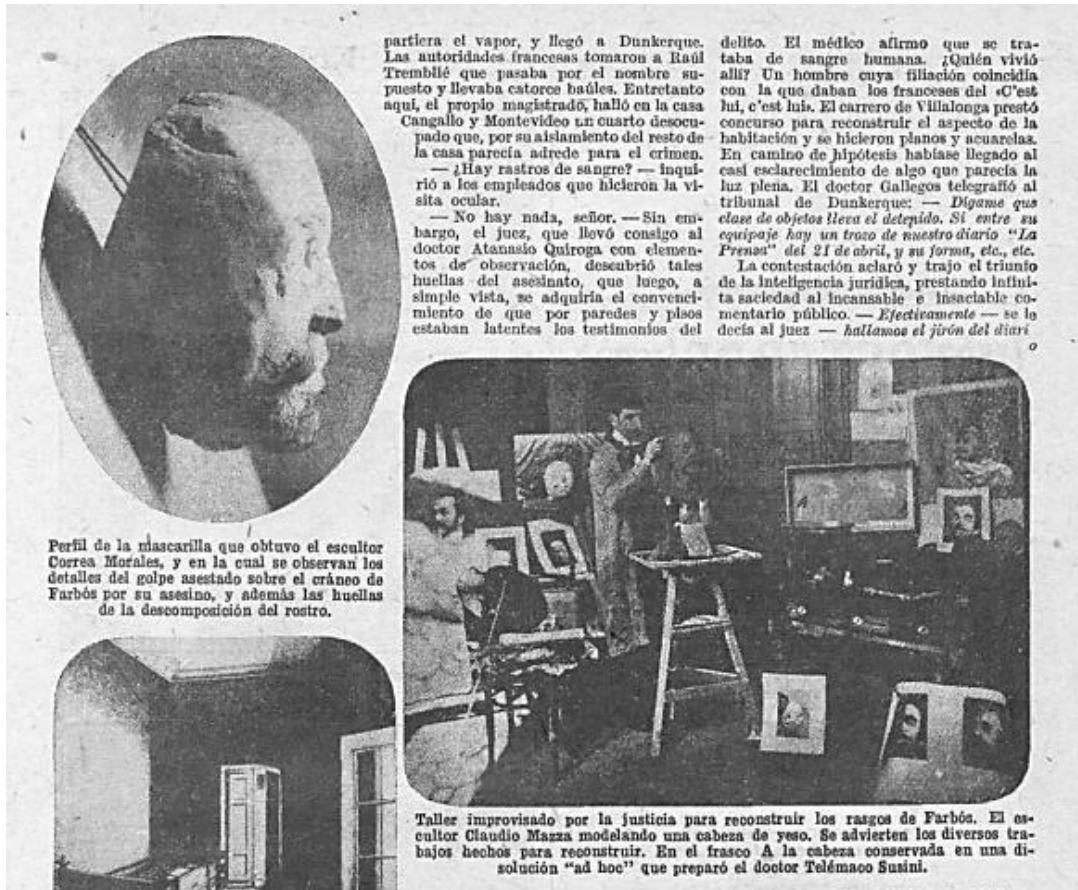 partiera el vapor, y llegó a Dunkerque.
Las autoridades francesas tomaron a Raúl
Tremblié que pasaba por el nombre su-
puesto y llevaba catorce baúles. Entretanto
aquí, el propio magistrado, halló en la casa
Cangallo y Montevideo un cuarto desocu-
pado que, por su aislamiento del resto de
la casa parecía adrede para el crimen.
— ¿Hay rastros de sangre? — inqui-
rió a los empleados que hicieron la vi-
sita ocular.
— No hay nada, señor. — Sin em-
bargo, el juez, que llevó consigo al
doctor Atanasio Quiroga con elemen-
tos de observación, descubrió tales
huellas del asesinato, que luego, a
simple vista, se adquiría el convenci-
miento de que por paredes y pisos
estaban latentes los testimonios del
delito. El médico afirmo que se tra-
taba de sangre humana. ¿Quién vivió
allí? Un hombre cuya filiación coincidía
con la que daban los franceses del «C'est
lui, c'est lui». El carrero de Villalonga prestó
concurso para reconstruir el aspecto de la
habitación y se hicieron planos y acuarelas.
En camino de hipótesis habíase llegado al
casi esclarecimiento de algo que parecía la
luz plena. El doctor Gallegos telegrafió al
tribunal de Dunkerque: — Dígame que
clase de objetos lleva el detenido. Si entre su
equipaje hay un trozo de nuestro diario "La
Prensa" del 21 de abril, y su forma, etc., etc.
La contestación aclaró y trajo el triunfo
de la inteligencia jurídica, prestando infini-
ta saciedad al incansable e insaciable co-
mentario público. — Efectivamente — se le
decía al juez — hallamos el jirón del diari
o
Perfil de la mascarilla que obtuvo el escultor
Correa Morales, y en la cual se observan los
detalles del golpe asestado sobre el cráneo de
Farbós por su asesino, y además las huellas
de la descomposición del rostro.
A
Taller improvisado por la justicia para reconstruir los rasgos de Farbós. El es-
cultor Claudio Mazza modelando una cabeza de yeso. Se advierten los diversos tra-
bajos hechos para reconstruir. En el frasco A la cabeza conservada en una di-
solución "ad hoc" que preparó el doctor Telémaco Susini.